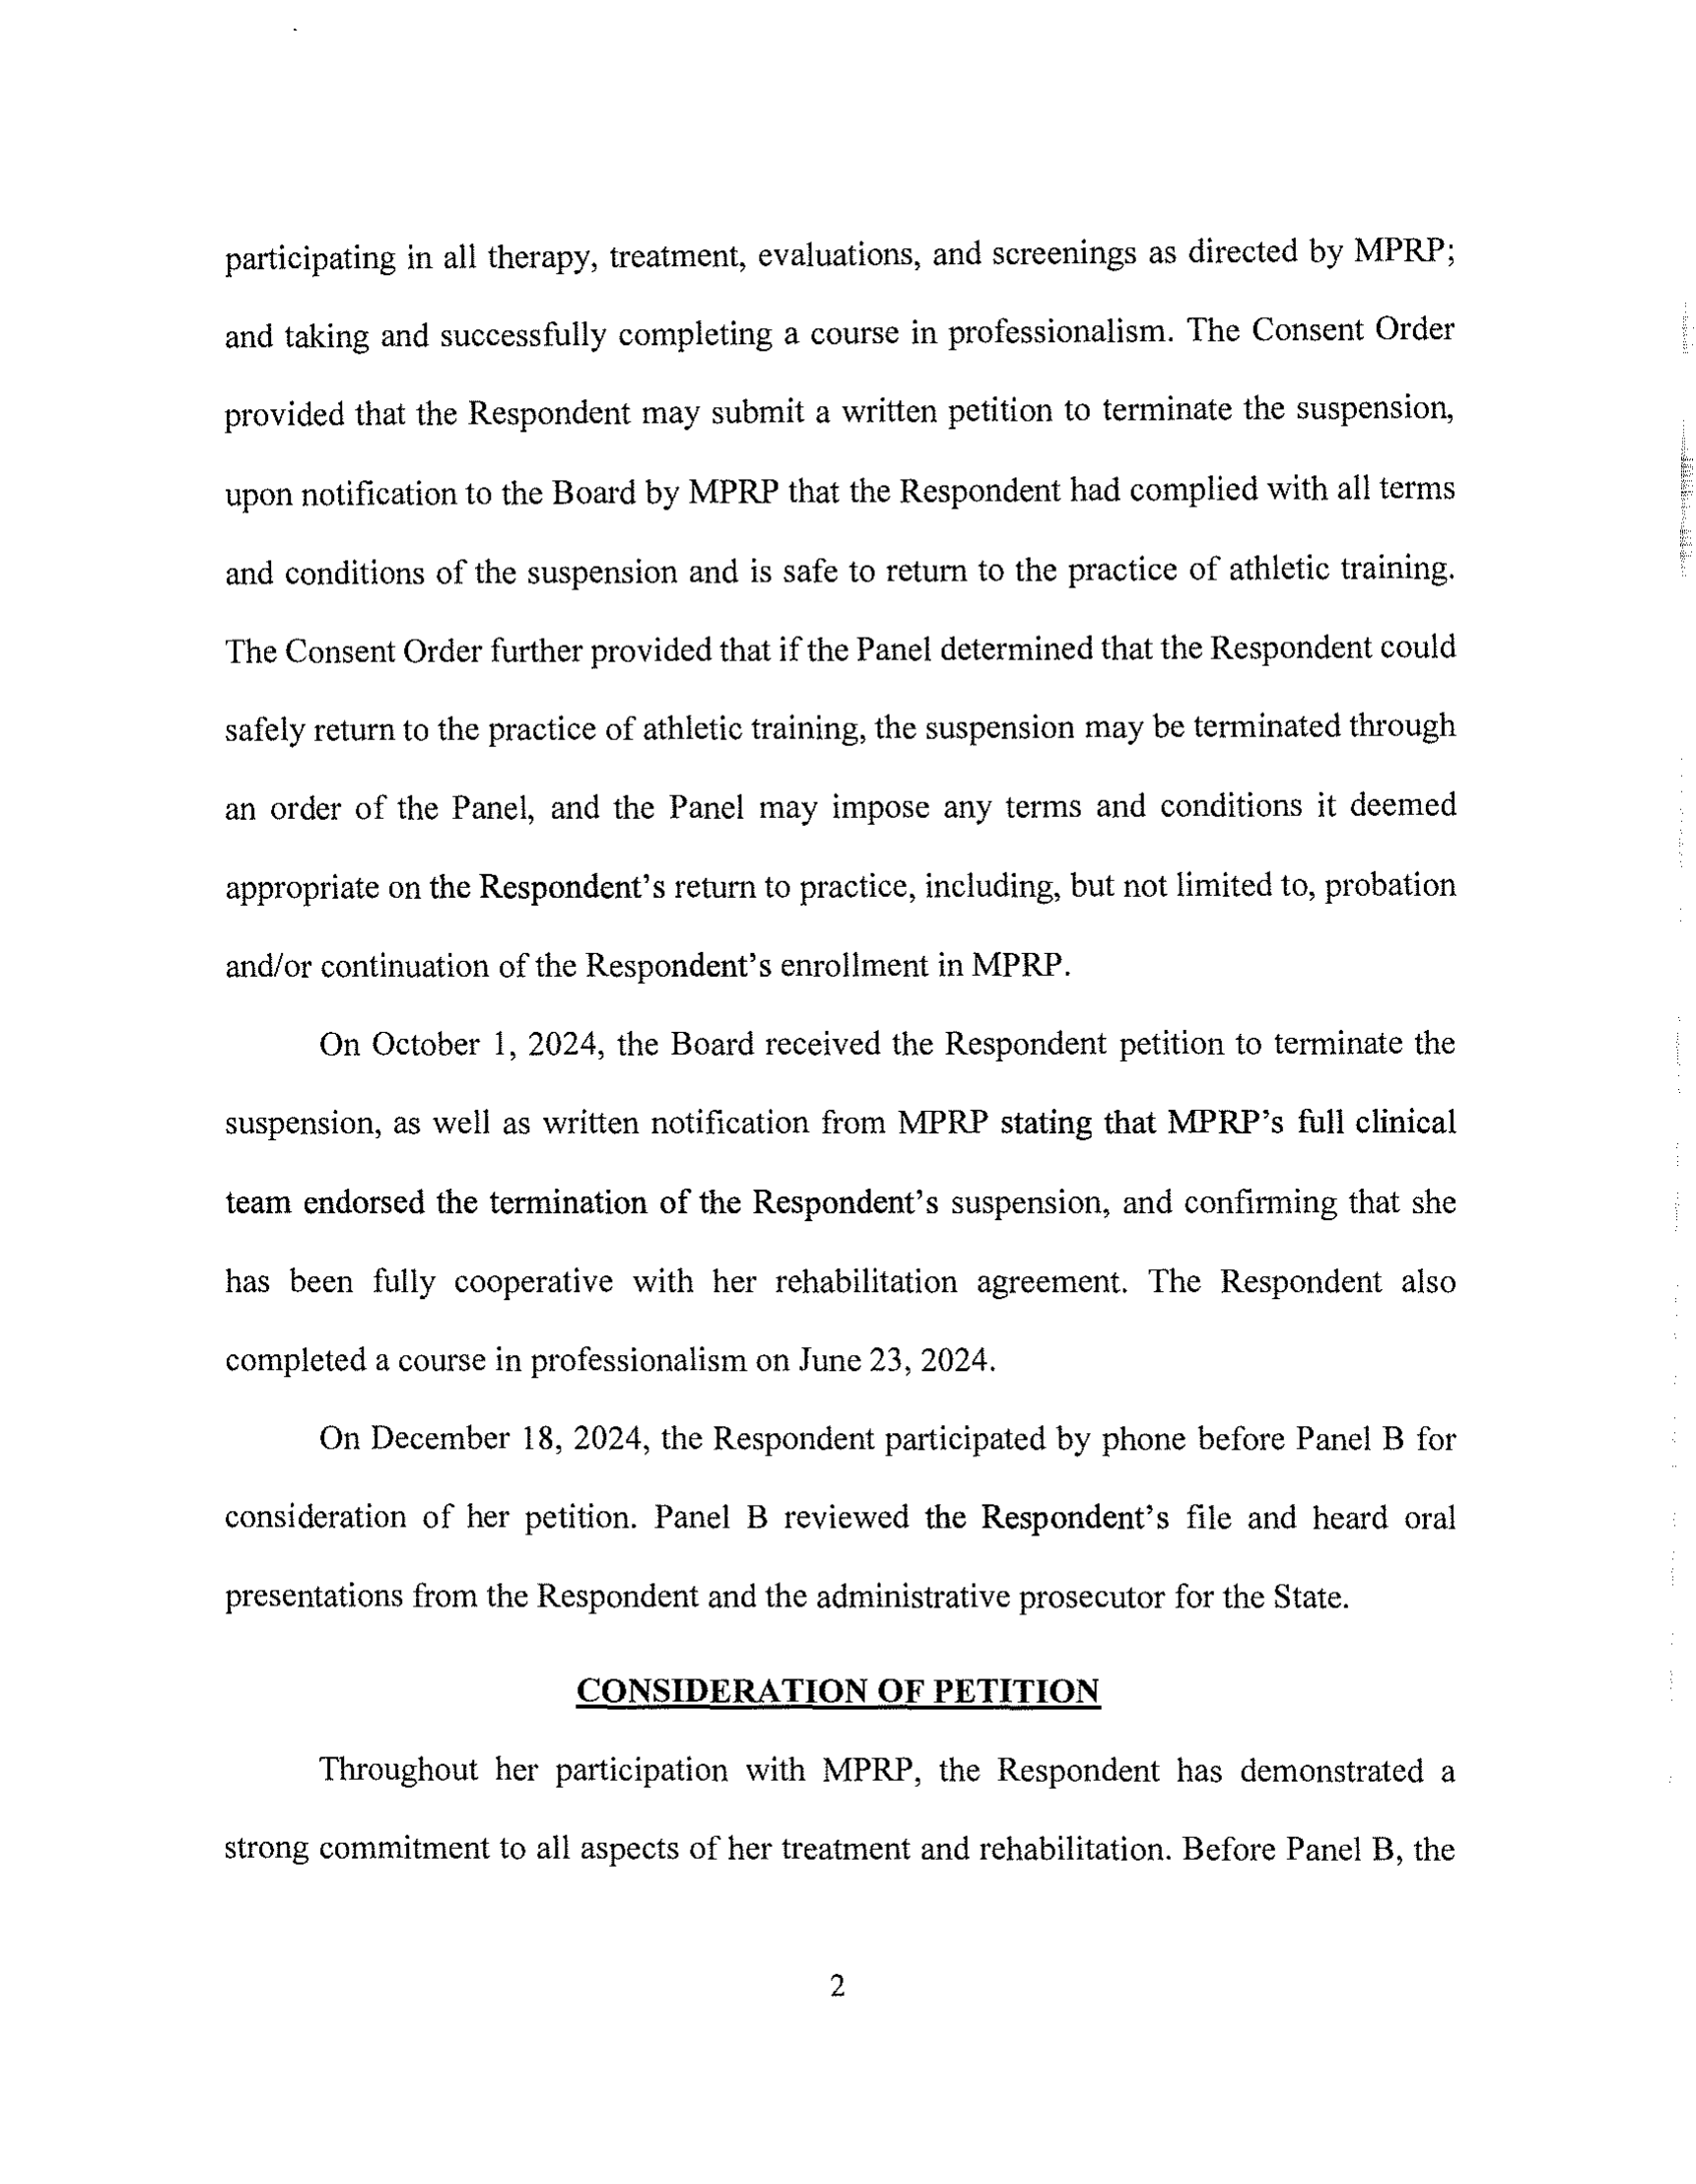 participating in all therapy, treatment, evaluations, and screenings as directed by MPRP;
and taking and successfully completing a course in professionalism. The Consent Order
provided that the Respondent may submit a written petition to terminate the suspension,
upon notification to the Board by MPRP that the Respondent had complied with all terms
and conditions of the suspension and is safe to return to the practice of athletic training.
The Consent Order further provided that if the Panel determined that the Respondent could
safely return to the practice of athletic training, the suspension may be terminated through
an order of the Panel, and the Panel may impose any terms and conditions it deemed
appropriate on the Respondent's return to practice, including, but not limited to, probation
and/or continuation of the Respondent's enrollment in MPRP.
On October 1, 2024, the Board received the Respondent petition to terminate the
suspension, as well as written notification from MPRP stating that MPRP's full clinical
team endorsed the termination of the Respondent's suspension, and confirming that she
has been fully cooperative with her rehabilitation agreement. The Respondent also
completed a course in professionalism on June 23, 2024.
On December 18, 2024, the Respondent participated by phone before Panel B for
consideration of her petition. Panel B reviewed the Respondent's file and heard oral
presentations from the Respondent and the administrative prosecutor for the State.
CONSIDERATION OF PETITION
Throughout her participation with MPRP, the Respondent has demonstrated a
strong commitment to all aspects of her treatment and rehabilitation. Before Panel B, the
2